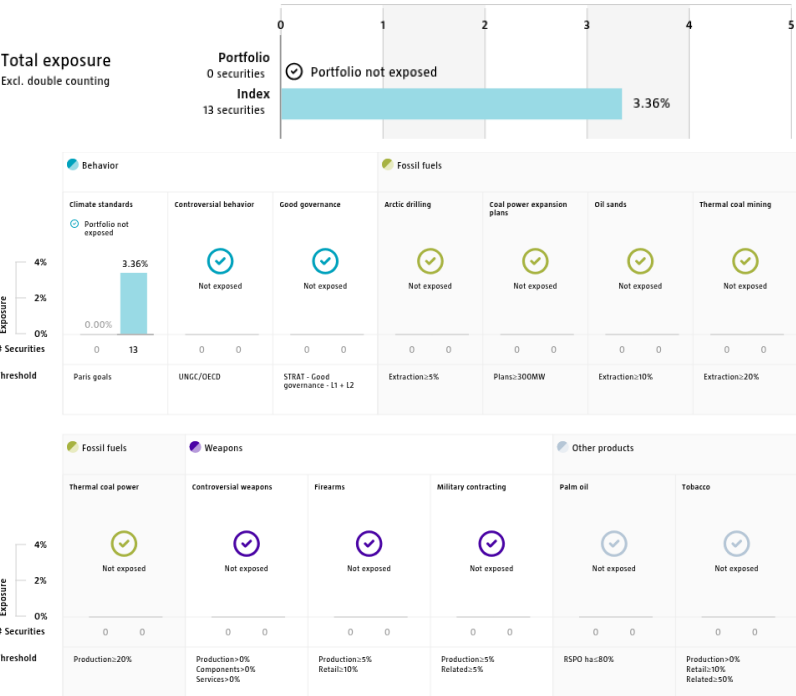 0 1 2 3 4 5
Total exposure
Excl. double counting
Portfolio
0 securities
Portfolio not exposed
Index
13 securities
3.36%
Behavior
Fossil fuels
Climate standards
Controversial behavior
Good governance
Arctic drilling
Coal power expansion
plans
Oil sands
Thermal coal mining
Portfolio not
exposed
3.36%
0.00%
Not exposed
Not exposed
Not exposed
Not exposed
Not exposed
Not exposed
Exposure
4%
2%
0%
# Securities
0 13 0 0 0 0 0 0 0 0 0 0 0 0
Threshold
Paris goals
UNGC/OECD
STRAT - Good
governance - L1 + L2
Extraction≥5%
Plans≥300MW
Extraction≥10%
Extraction≥20%
Fossil fuels
Weapons
Other products
Thermal coal power
Controversial weapons
Firearms
Military contracting
Palm oil
Tobacco
Not exposed
Not exposed
Not exposed
Not exposed
Not exposed
Not exposed
Exposure
4%
2%
0%
# Securities
0 0 0 0 0 0 0 0 0 0 0 0
Threshold
Production≥20%
Production>0%
Components>0%
Services>0%
Production≥5%
Retail≥10%
Production≥5%
Related≥5%
RSPO ha≤80%
Production>0%
Retail≥10%
Related≥50%